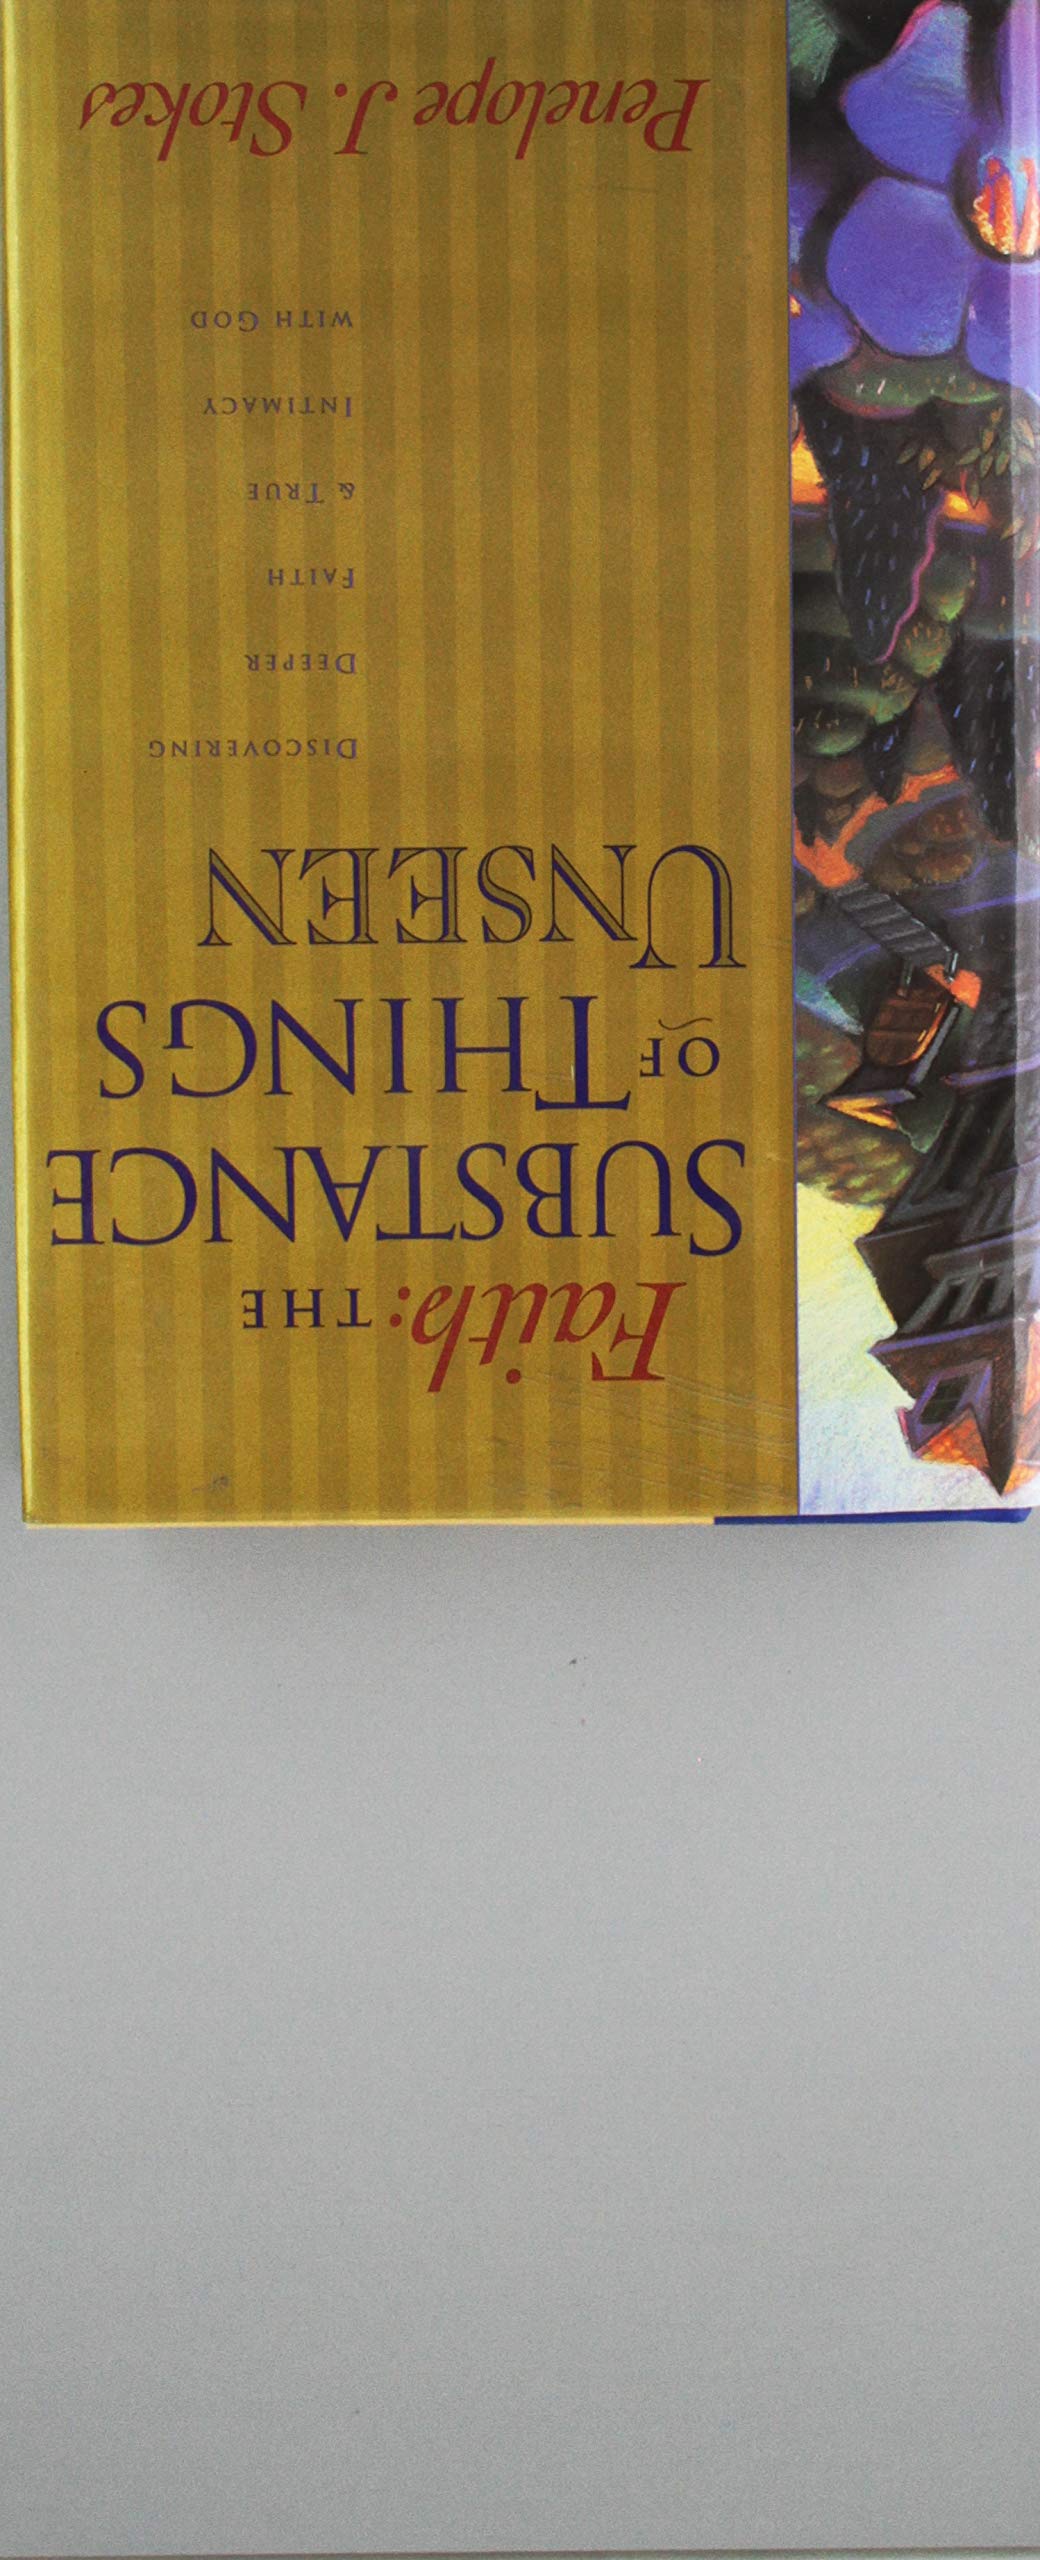 Faith: THE
SUBSTANCE
OF THINGS
UNSEEN
DISCOVERING
DEEPER
FAITH
& TRUE
INTIMACY
WITH GOD
Penelope J. Stokes